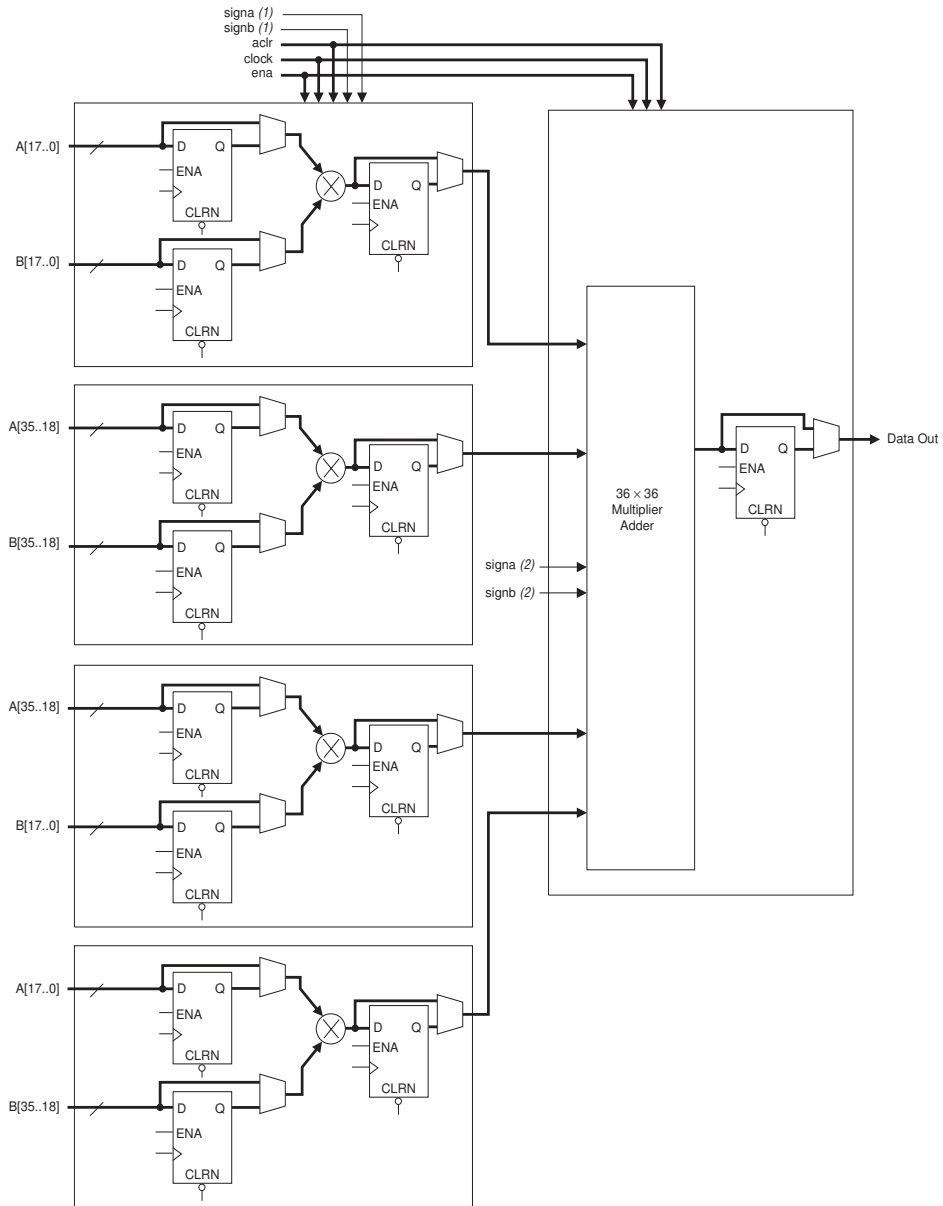 signa (1)
signb (1)
aclr
clock
ena
A[17..0]
D Q
ENA
CLRN
D Q
ENA
CLRN
B[17..0]
D Q
ENA
CLRN
A[35..18]
D Q
ENA
CLRN
D Q
ENA
CLRN
B[35..18]
D Q
ENA
CLRN
A[35..18]
D Q
ENA
CLRN
D Q
ENA
CLRN
B[17..0]
D Q
ENA
CLRN
A[17..0]
D Q
ENA
CLRN
D Q
ENA
CLRN
B[35..18]
D Q
ENA
CLRN
36 × 36
Multiplier
Adder
signa (2)
signb (2)
D Q
ENA
CLRN
Data Out